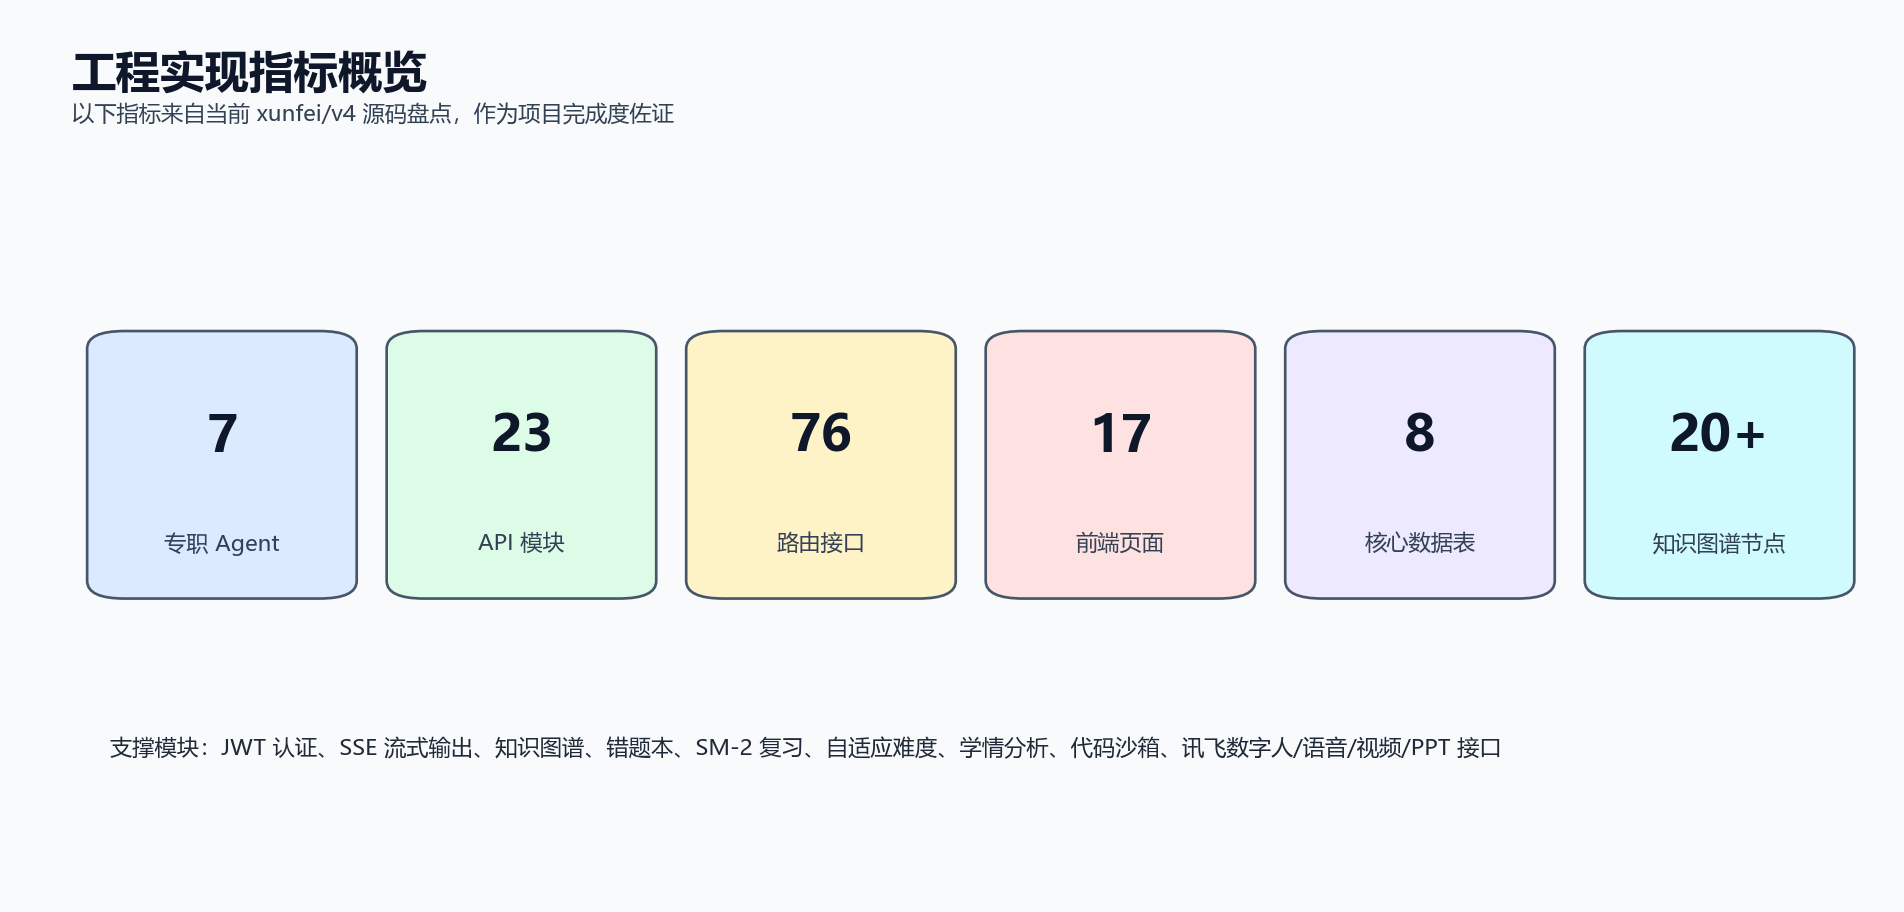 工程实现指标概览
以下指标来自当前 xunfei/v4 源码盘点，作为项目完成度佐证
7
专职 Agent
23
API 模块
76
路由接口
17
前端页面
8
核心数据表
20+
知识图谱节点
支撑模块：JWT 认证、SSE 流式输出、知识图谱、错题本、SM-2 复习、自适应难度、学情分析、代码沙箱、讯飞数字人/语音/视频/PPT 接口